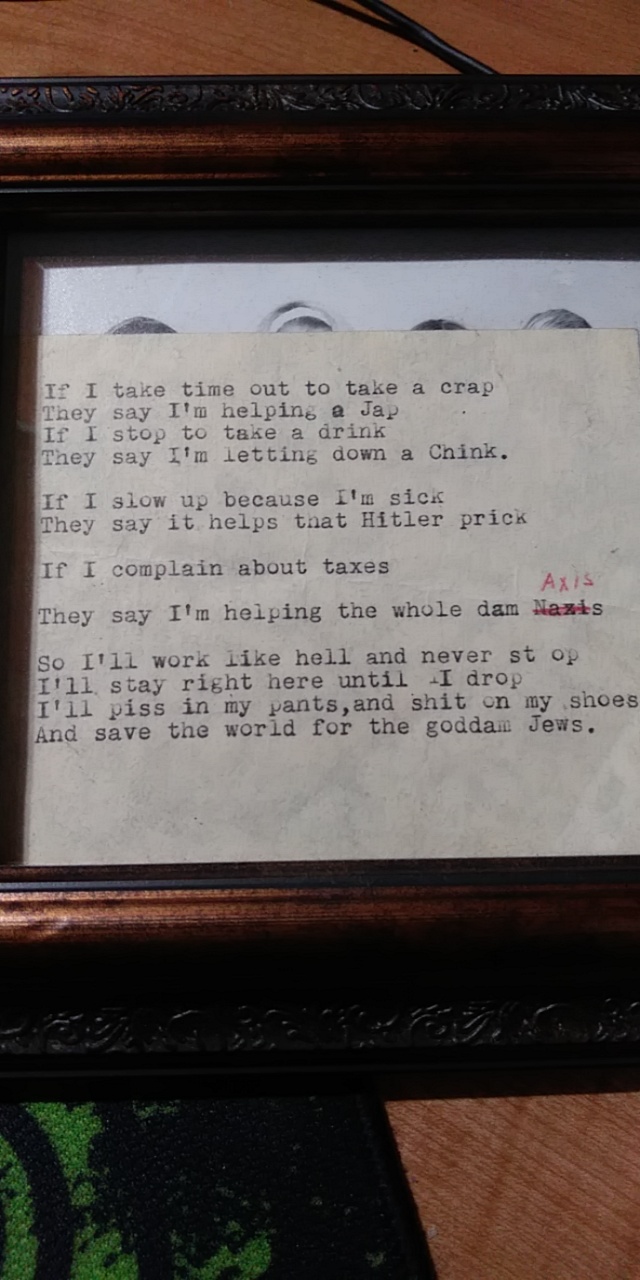 If I take time out to take a crap
They say I'm helping a Jap
If I stop to take a drink
They say I'm letting down a Chink.
If I slow up because I'm sick
They say it helps that Hitler prick
If I complain about taxes
Axis
They say I'm helping the whole dam Nazis
So I'll work like hell and never st op
I'll stay right here until I drop
I'll piss in my pants,and shit on my shoes
And save the world for the goddam Jews.